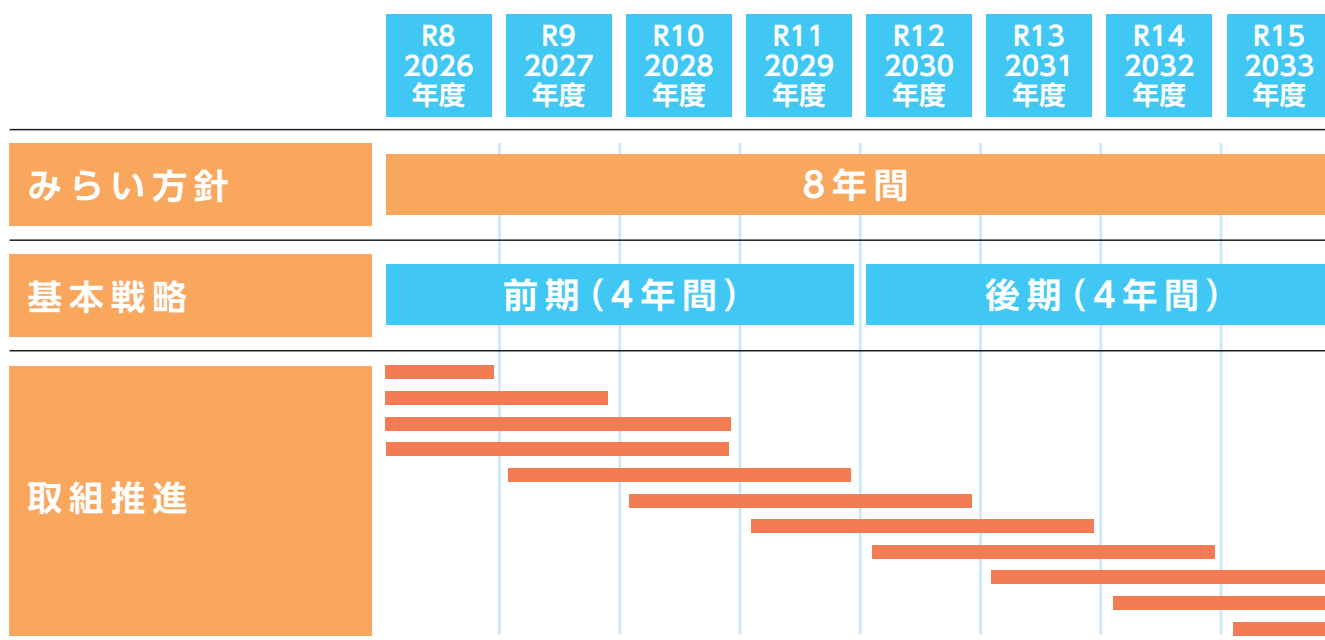 R8
2026
年度
R9
2027
年度
R10
2028
年度
R11
2029
年度
R12
2030
年度
R13
2031
年度
R14
2032
年度
R15
2033
年度
みらい方針
8年間
基本戦略
前期（4年間）
後期（4年間）
取組推進